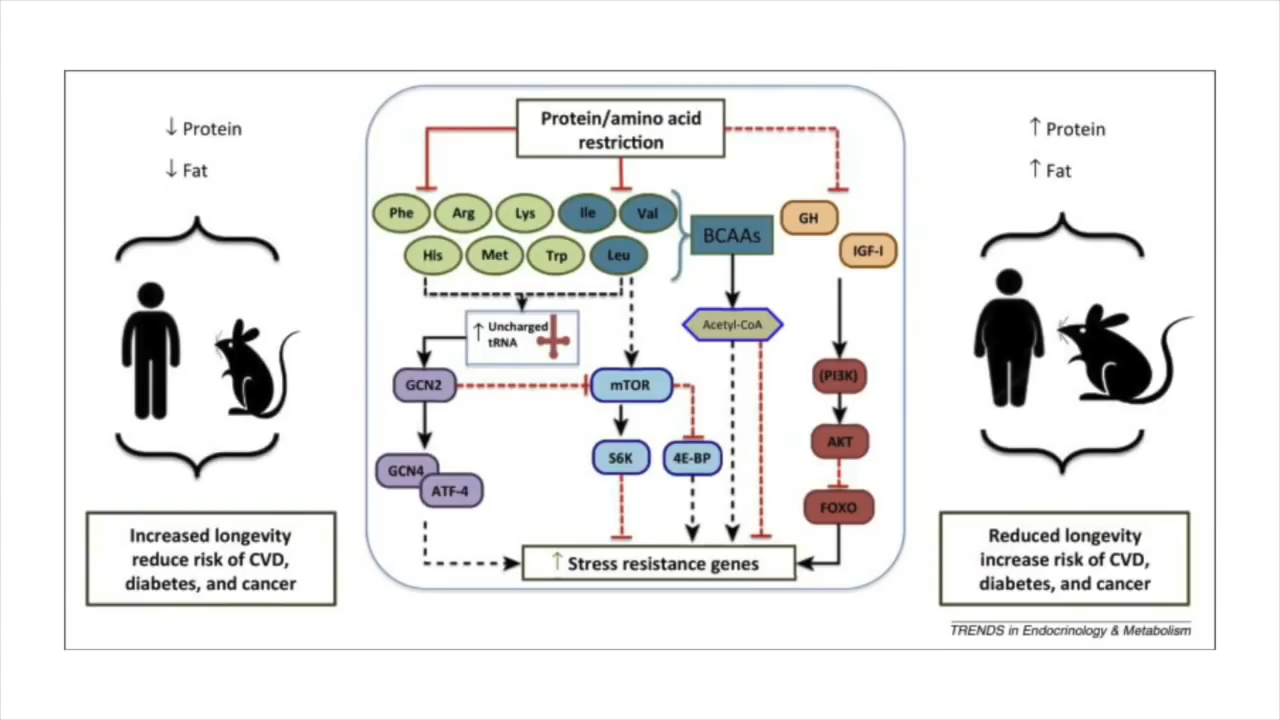 ↓ Protein
↓ Fat
Increased longevity
reduce risk of CVD,
diabetes, and cancer
Protein/amino acid
restriction
Phe
Arg
Lys
Ile
Val
His
Met
Trp
Leu
BCAAs
GH
IGF-I
↑ Uncharged
tRNA
Acetyl-CoA
GCN2
mTOR
(PI3K)
S6K
4E-BP
AKT
GCN4
ATF-4
FOXO
↑ Stress resistance genes
↑ Protein
↑ Fat
Reduced longevity
increase risk of CVD,
diabetes, and cancer
TRENDS in Endocrinology & Metabolism